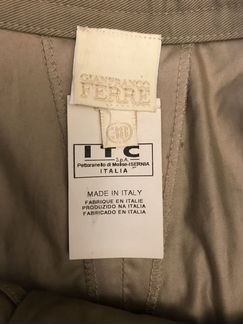 GIANFRANCO
FERRE
ITC
S.p.A.
Pettoranello di Molise-ISERNIA
ITALIA
MADE IN ITALY
FABRIQUE EN ITALIE
PRODUZIDO NA ITALIA
FABRICADO EN ITALIA